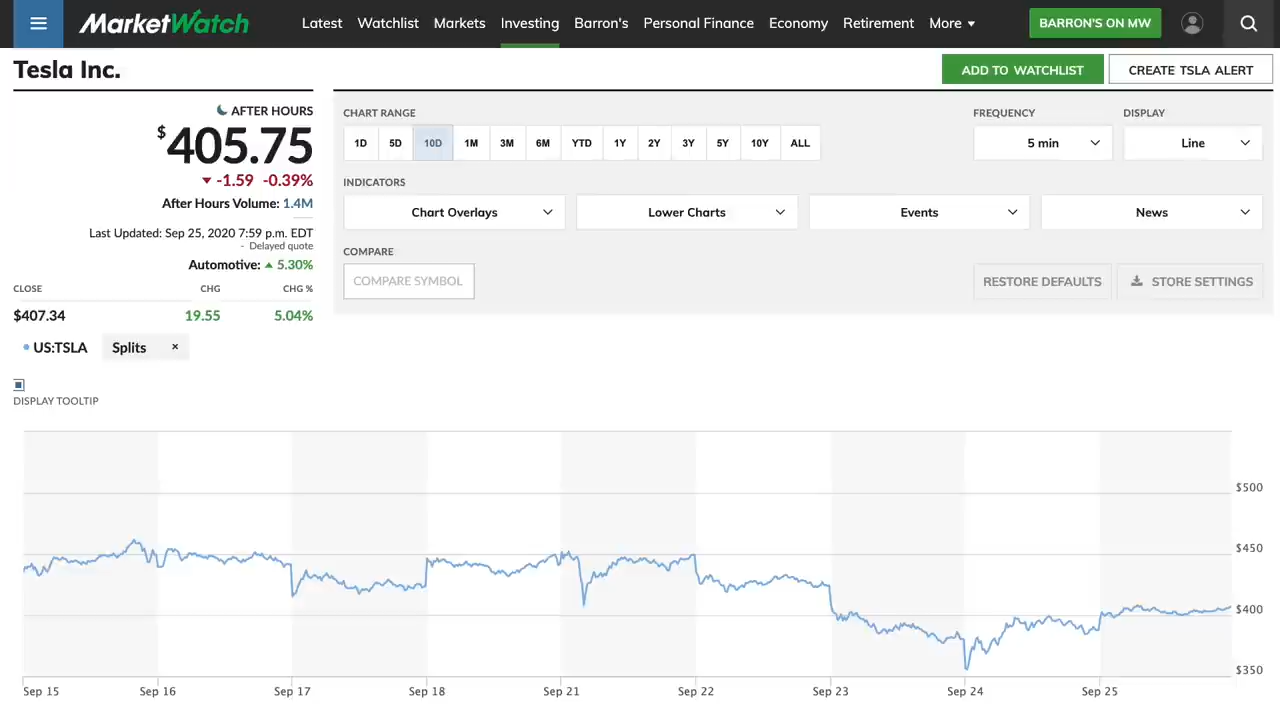 MarketWatch
Latest Watchlist Markets Investing Barron's Personal Finance Economy Retirement More
BARRON'S ON MW
Tesla Inc.
ADD TO WATCHLIST
CREATE TSLA ALERT
AFTER HOURS
$405.75
-1.59 -0.39%
After Hours Volume: 1.4M
Last Updated: Sep 25, 2020 7:59 p.m. EDT
- Delayed quote
Automotive: 5.30%
CLOSE CHG CHG %
$407.34 19.55 5.04%
CHART RANGE
1D 5D 10D 1M 3M 6M YTD 1Y 2Y 3Y 5Y 10Y ALL
FREQUENCY
5 min
DISPLAY
Line
INDICATORS
Chart Overlays
Lower Charts
Events
News
COMPARE
COMPARE SYMBOL
RESTORE DEFAULTS
STORE SETTINGS
US:TSLA
Splits ×
DISPLAY TOOLTIP
$500
$450
$400
$350
Sep 15 Sep 16 Sep 17 Sep 18 Sep 21 Sep 22 Sep 23 Sep 24 Sep 25